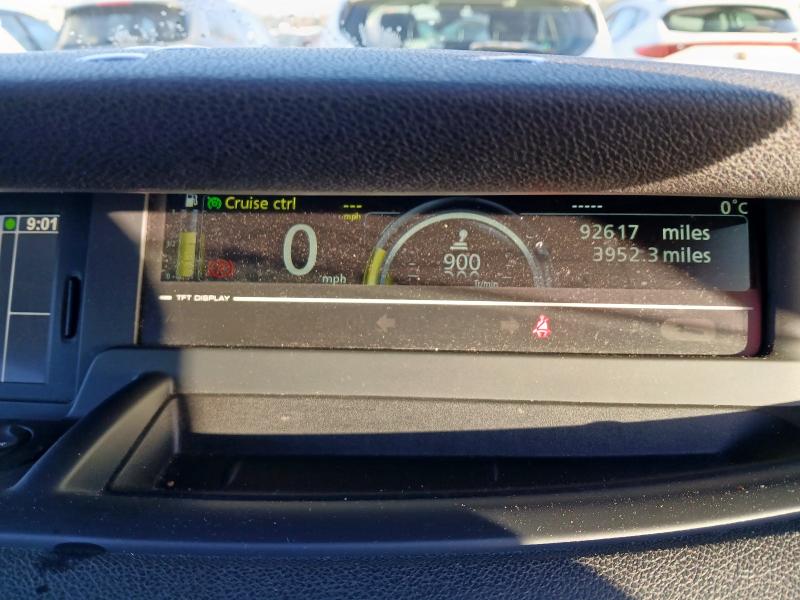 9:01
Cruise ctrl --- -----  0°C
mph
92617 miles
0 mph
3952.3 miles
900
Tr/min
TFT DISPLAY